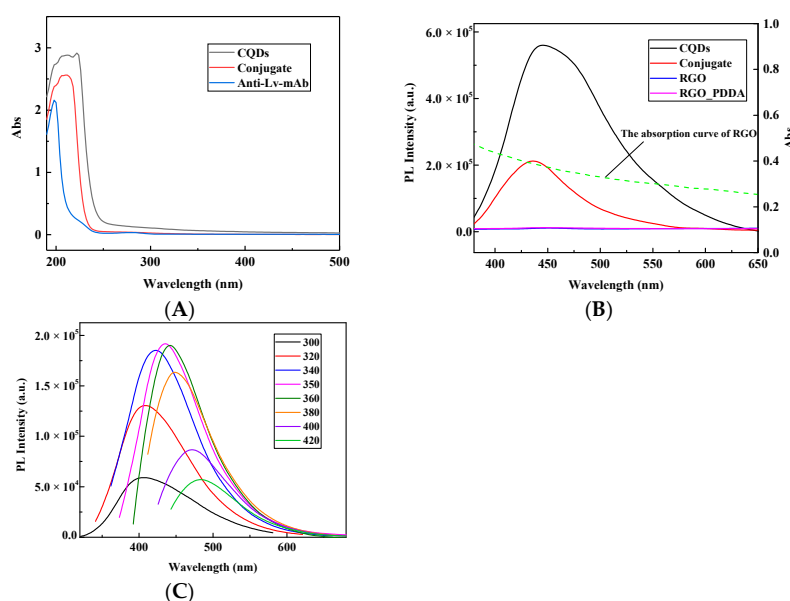 3
2
1
0
Abs
200
300
400
500
Wavelength (nm)
CQDs
Conjugate
Anti-Lv-mAb
(A)
6.0 × 10⁵
4.0 × 10⁵
2.0 × 10⁵
0.0
PL Intensity (a.u.)
400
450
500
550
600
650
Wavelength (nm)
1.0
0.8
0.6
0.4
0.2
0.0
Abs
CQDs
Conjugate
RGO
RGO_PDDA
The absorption curve of RGO
(B)
2.0 × 10⁵
1.5 × 10⁵
1.0 × 10⁵
5.0 × 10⁴
0.0
PL Intensity (a.u.)
400
500
600
Wavelength (nm)
300
320
340
350
360
380
400
420
(C)